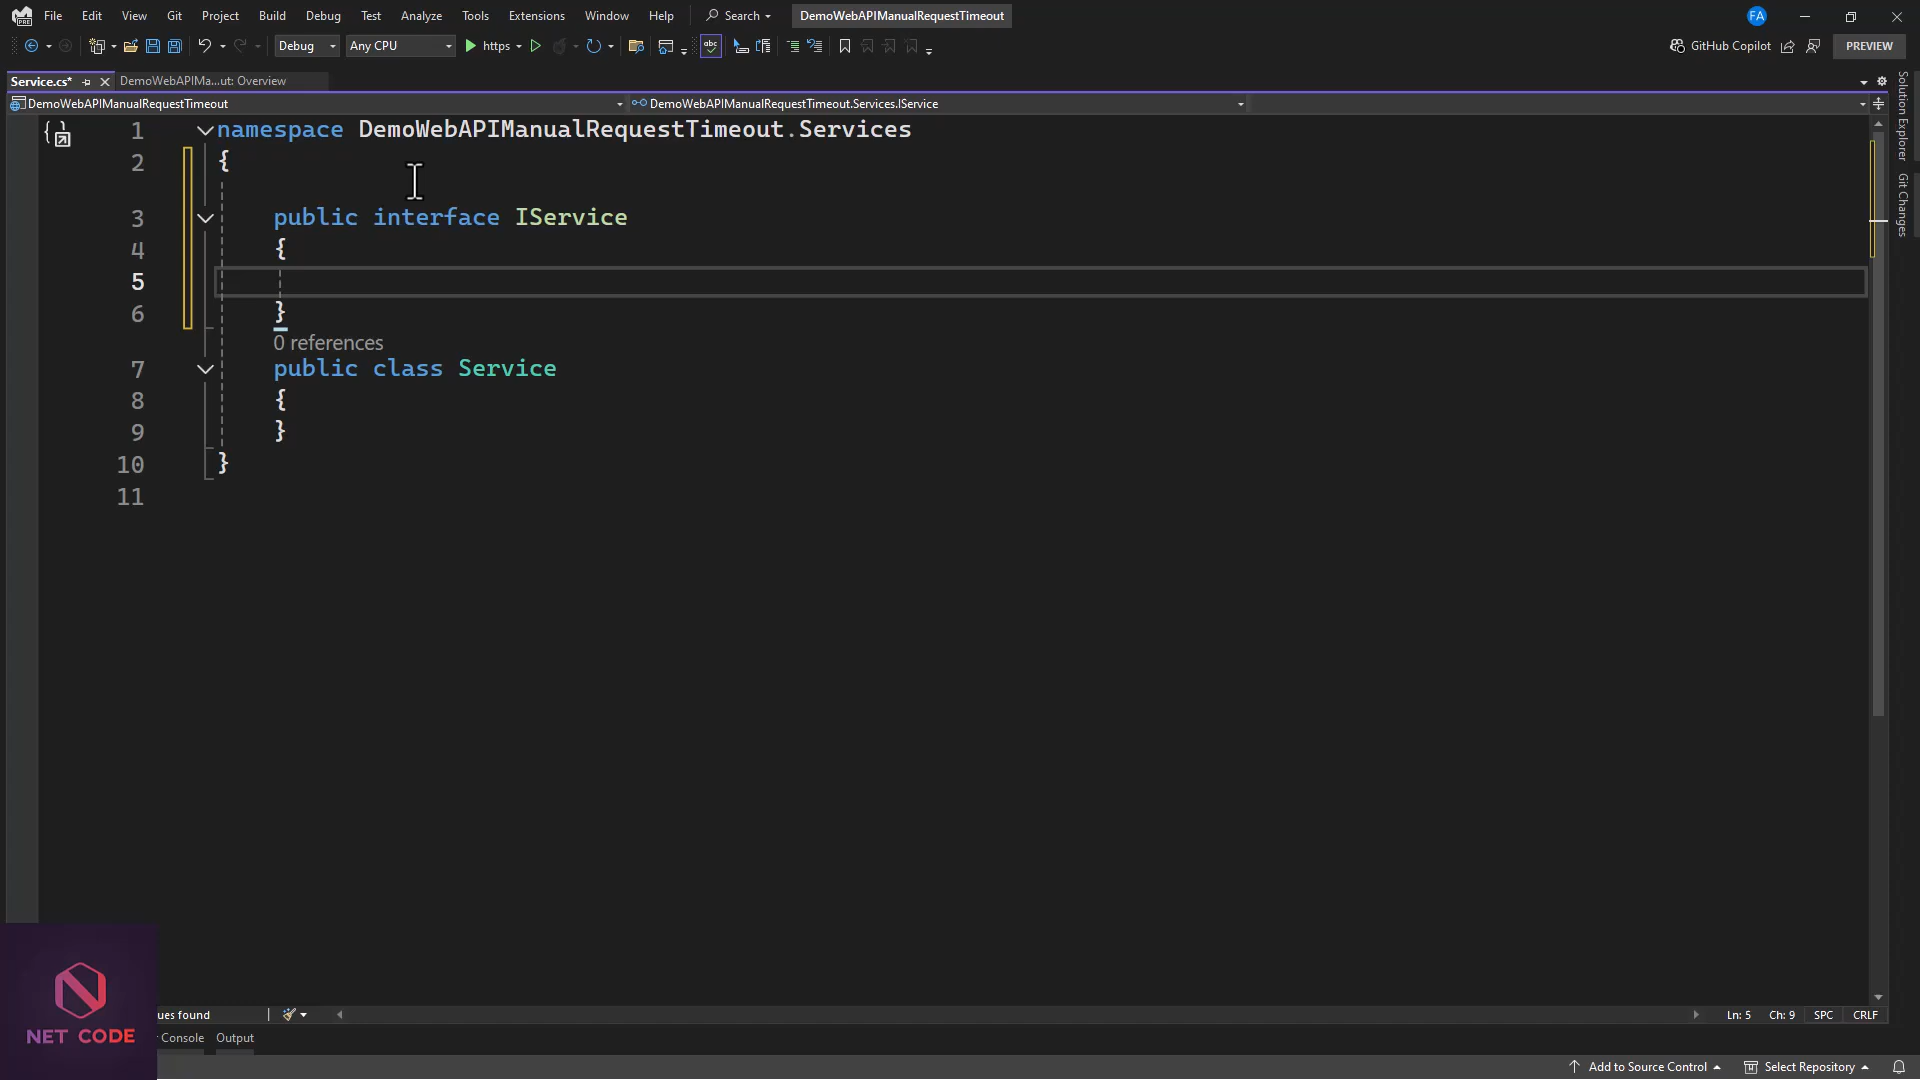 File Edit View Git Project Build Debug Test Analyze Tools Extensions Window Help Search DemoWebAPIManualRequestTimeout FA
Debug Any CPU https GitHub Copilot PREVIEW
Service.cs* DemoWebAPIMa...ut: Overview
DemoWebAPIManualRequestTimeout DemoWebAPIManualRequestTimeout.Services.IService
1 namespace DemoWebAPIManualRequestTimeout.Services
2 {
3 public interface IService
4 {
5
6 }
0 references
7 public class Service
8 {
9 }
10 }
11
Solution Explorer
Git Changes
ues found Ln: 5 Ch: 9 SPC CRLF
Console Output
NET CODE
Add to Source Control Select Repository